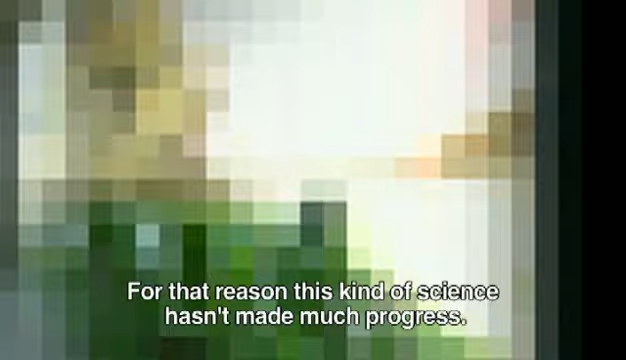 For that reason this kind of science
hasn't made much progress.